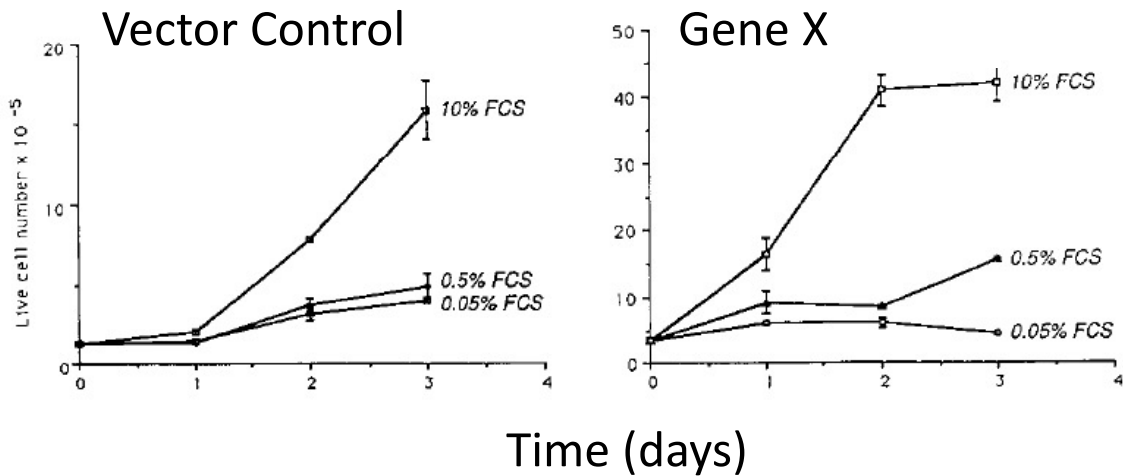 Vector Control
Gene X
Live cell number x 10 -5
20
10
0
10% FCS
0.5% FCS
0.05% FCS
0 1 2 3 4
50
40
30
20
10
0
10% FCS
0.5% FCS
0.05% FCS
0 1 2 3 4
Time (days)